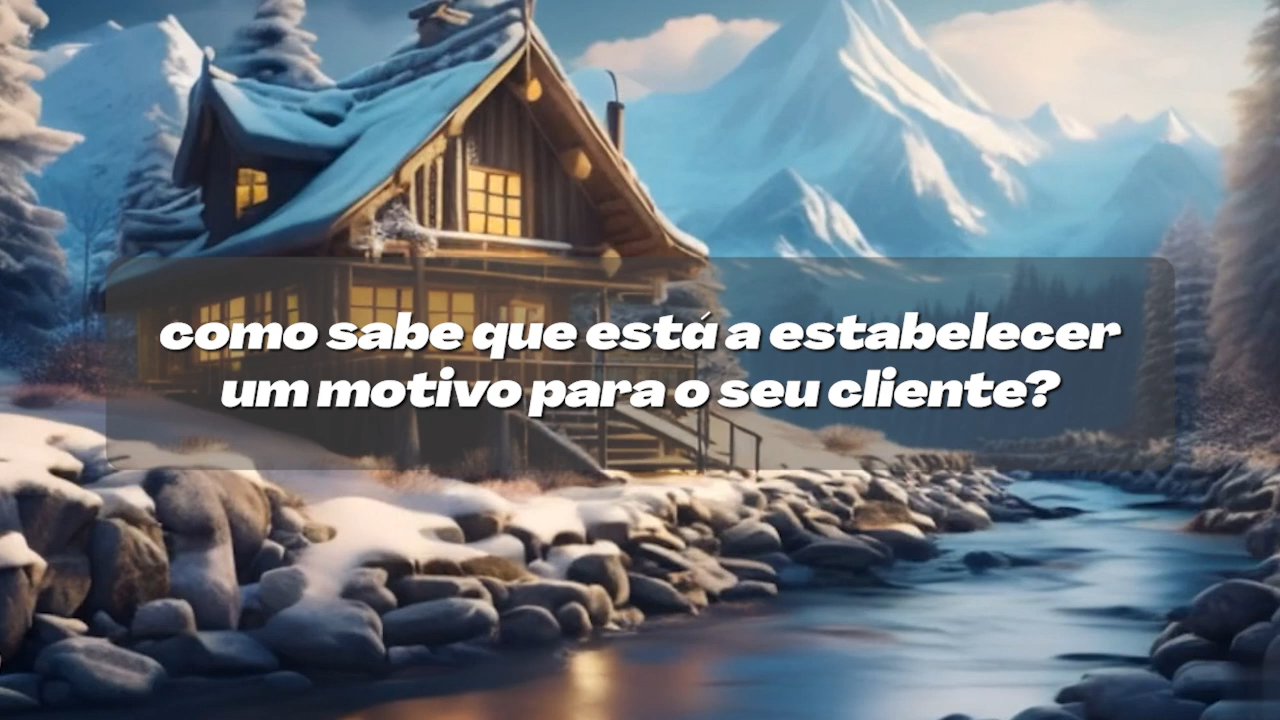 como sabe que está a estabelecer
um motivo para o seu cliente?